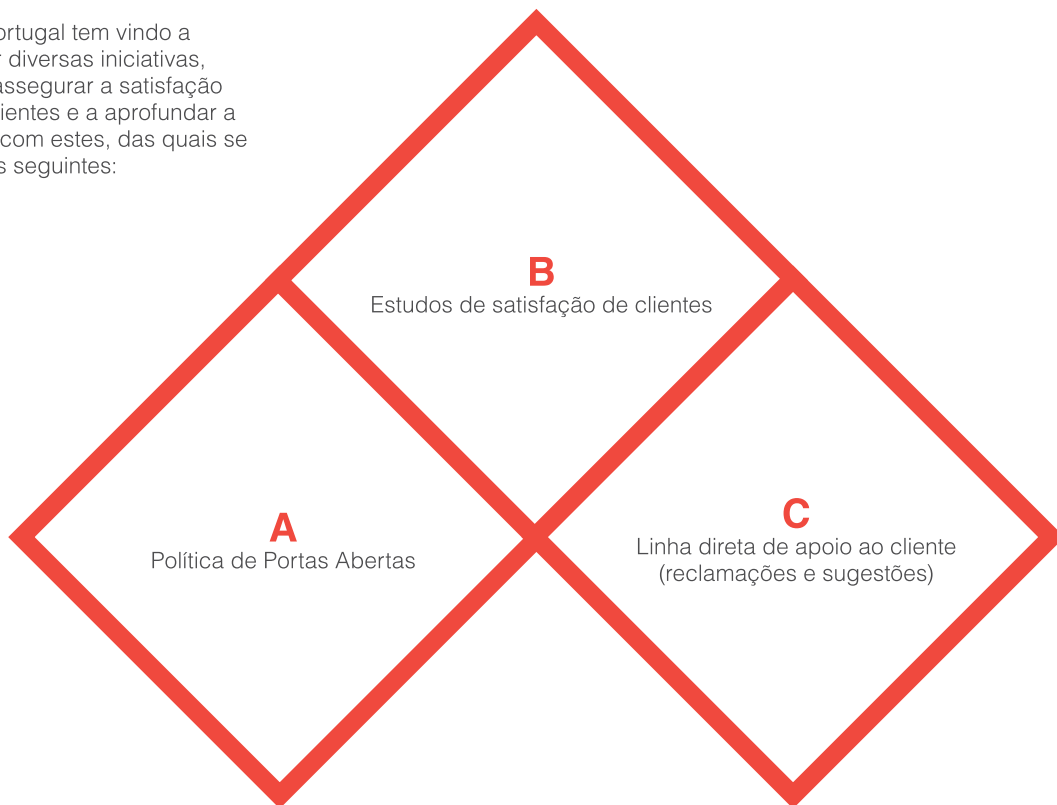 ortugal tem vindo a
r diversas iniciativas,
assegurar a satisfação
ientes e a aprofundar a
com estes, das quais se
s seguintes:
B
Estudos de satisfação de clientes
A
Política de Portas Abertas
C
Linha direta de apoio ao cliente
(reclamações e sugestões)